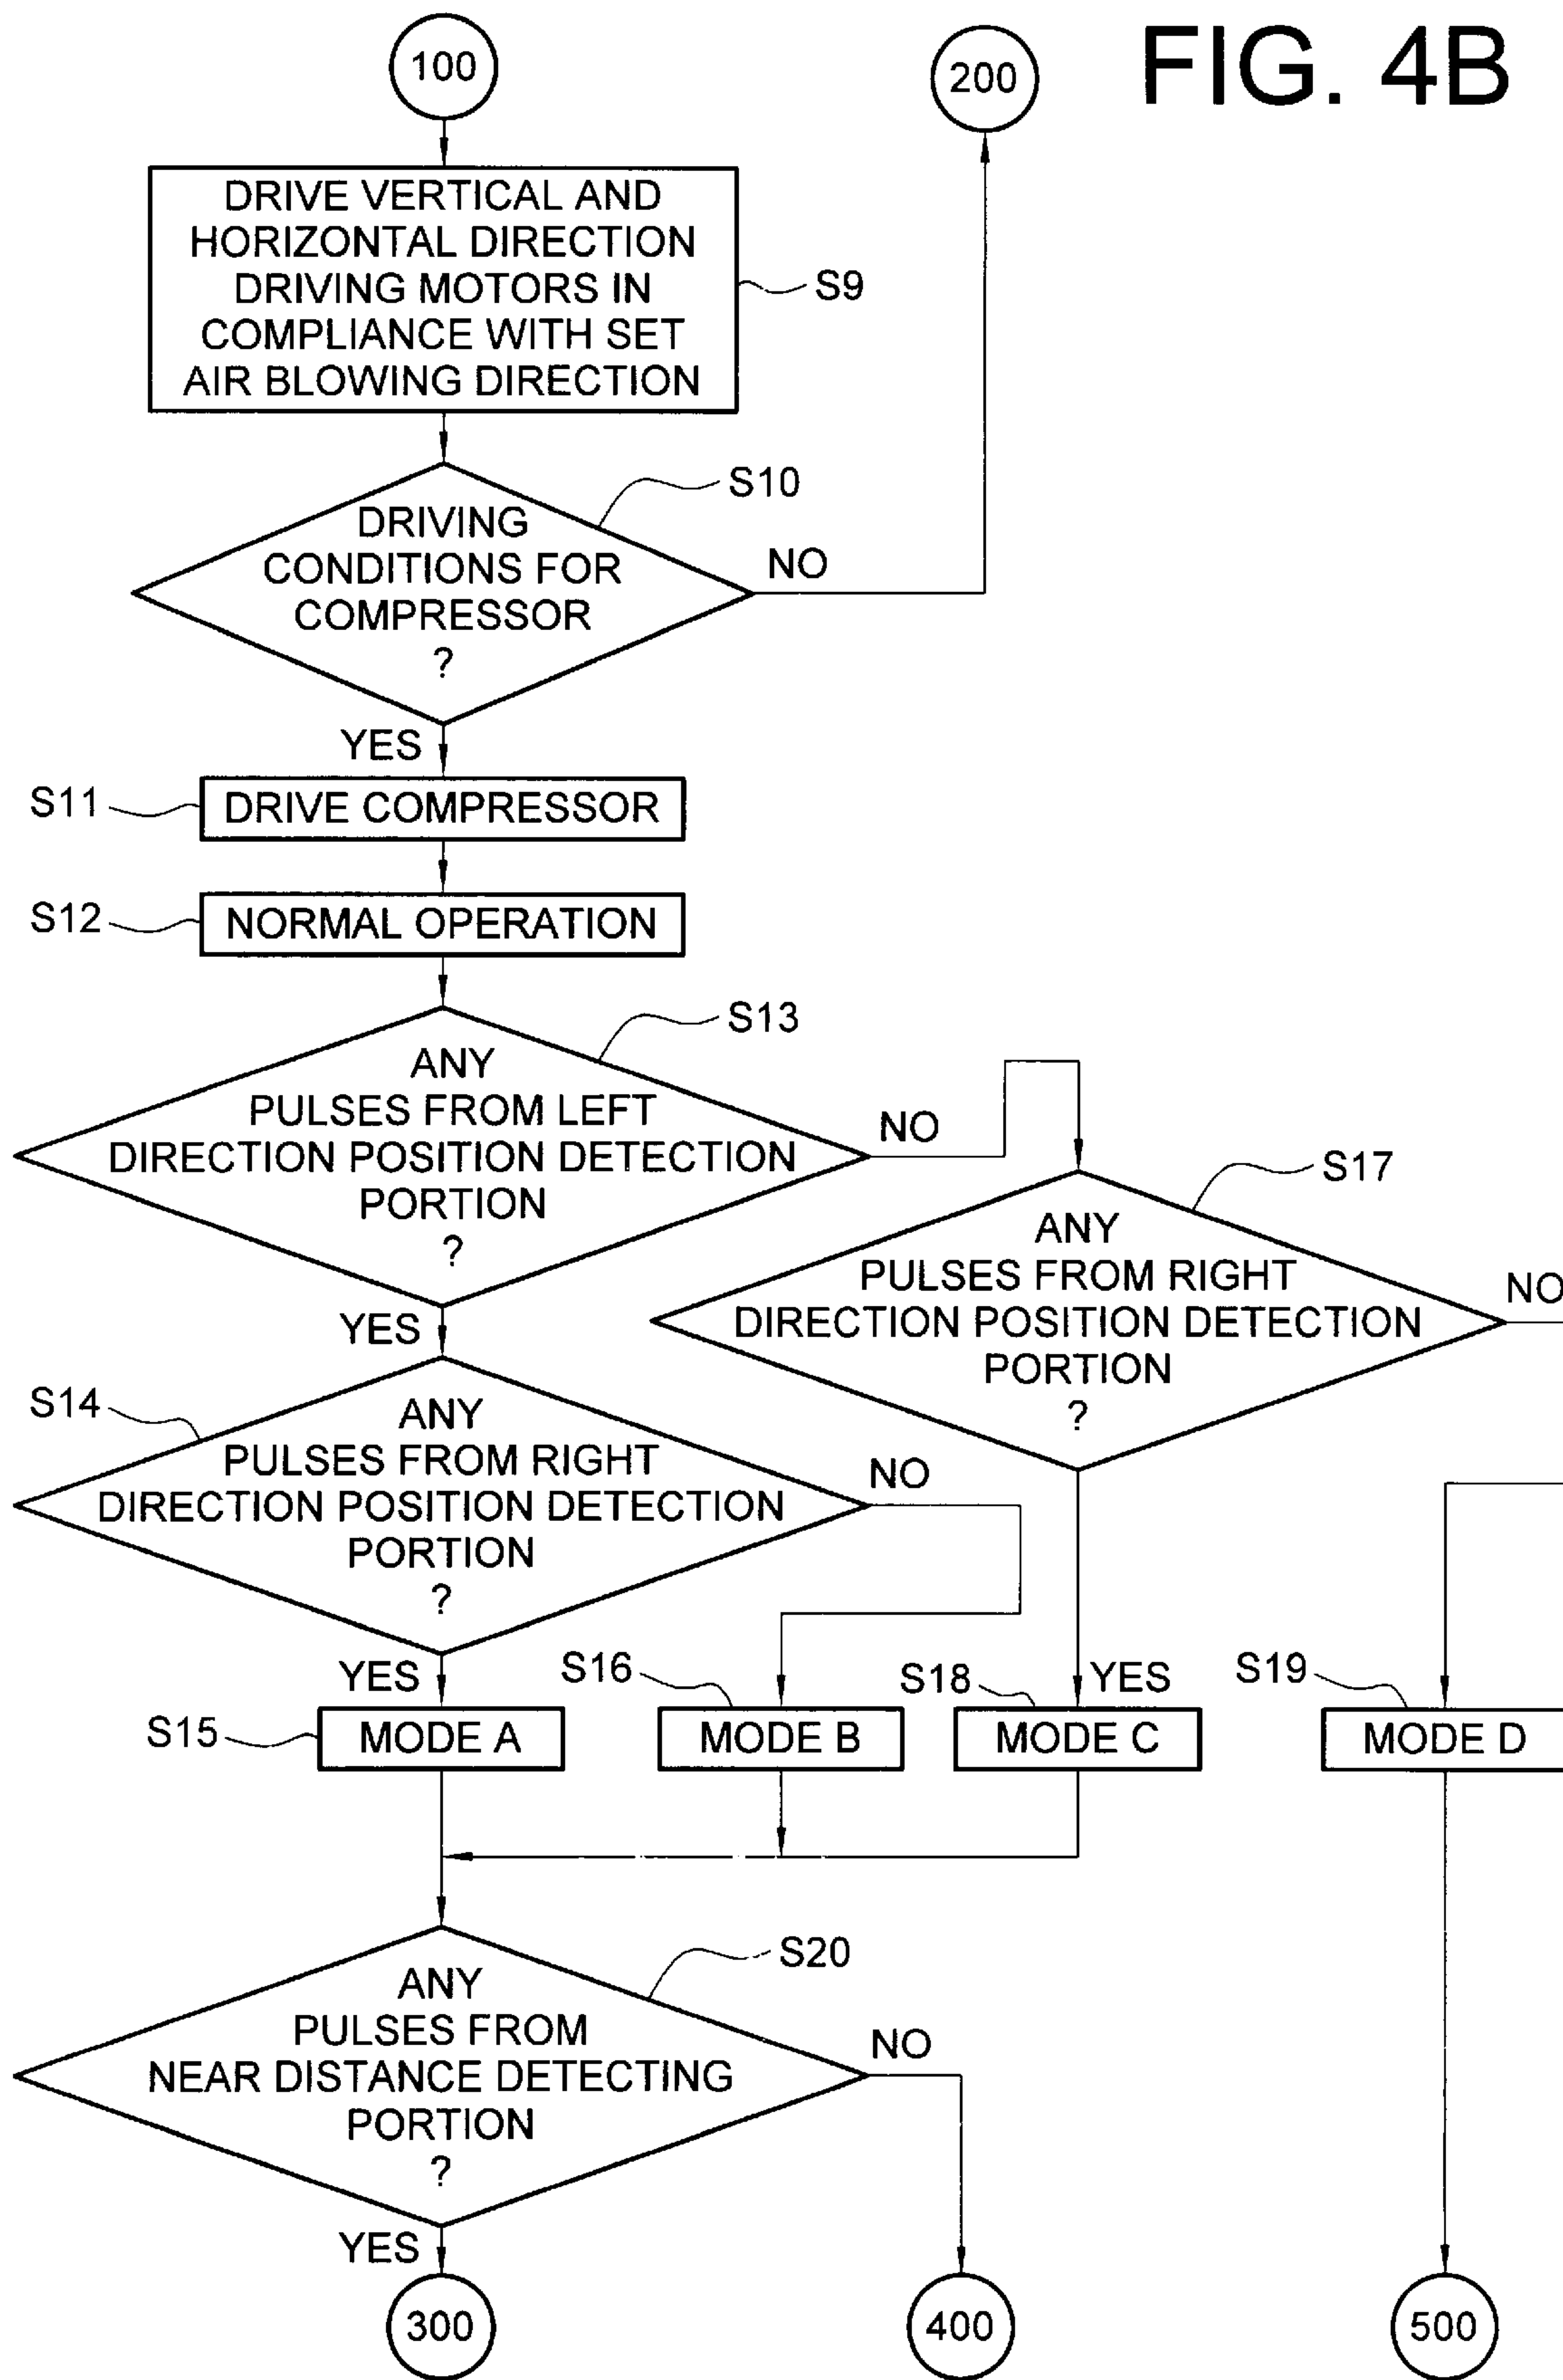 FIG. 4B
100
200
DRIVE VERTICAL AND
HORIZONTAL DIRECTION
DRIVING MOTORS IN
COMPLIANCE WITH SET
AIR BLOWING DIRECTION
S9
S10
DRIVING
CONDITIONS FOR
COMPRESSOR
?
NO
YES
S11
DRIVE COMPRESSOR
S12
NORMAL OPERATION
S13
ANY
PULSES FROM LEFT
DIRECTION POSITION DETECTION
PORTION
?
NO
YES
S17
ANY
PULSES FROM RIGHT
DIRECTION POSITION DETECTION
PORTION
?
NO
S14
ANY
PULSES FROM RIGHT
DIRECTION POSITION DETECTION
PORTION
?
NO
YES
S15
MODE A
S16
MODE B
S18
YES
MODE C
S19
MODE D
S20
ANY
PULSES FROM
NEAR DISTANCE DETECTING
PORTION
?
NO
YES
300
400
500